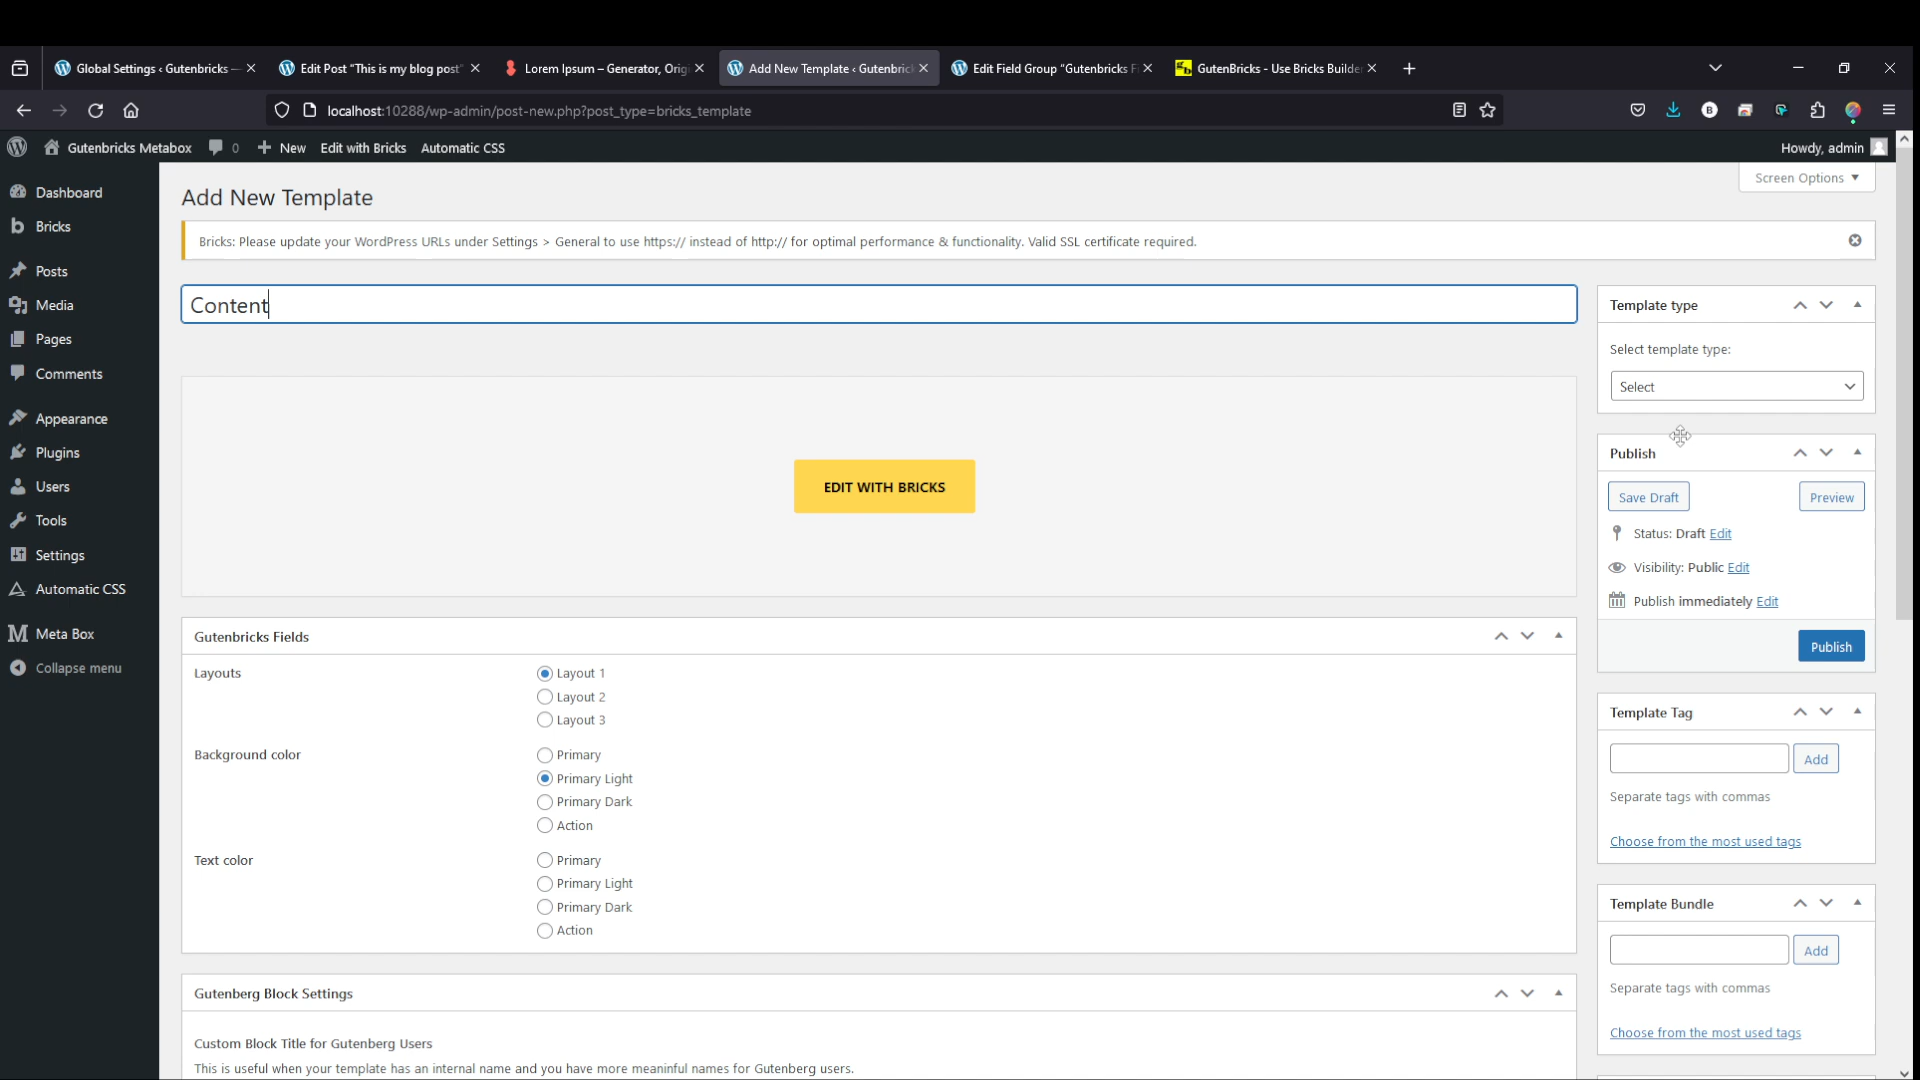 Global Settings ‹ Gutenbricks —
Edit Post "This is my blog post"
Lorem Ipsum – Generator, Orig
Add New Template ‹ Gutenbric
Edit Field Group "Gutenbricks F
GutenBricks - Use Bricks Builde
localhost:10288/wp-admin/post-new.php?post_type=bricks_template
Gutenbricks Metabox
0
New
Edit with Bricks
Automatic CSS
Howdy, admin
Dashboard
Bricks
Posts
Media
Pages
Comments
Appearance
Plugins
Users
Tools
Settings
Automatic CSS
Meta Box
Collapse menu
Screen Options
Add New Template
Bricks: Please update your WordPress URLs under Settings > General to use https:// instead of http:// for optimal performance & functionality. Valid SSL certificate required.
Content
EDIT WITH BRICKS
Gutenbricks Fields
Layouts
Layout 1
Layout 2
Layout 3
Background color
Primary
Primary Light
Primary Dark
Action
Text color
Primary
Primary Light
Primary Dark
Action
Gutenberg Block Settings
Custom Block Title for Gutenberg Users
This is useful when your template has an internal name and you have more meaninful names for Gutenberg users.
Template type
Select template type:
Select
Publish
Save Draft
Preview
Status: Draft Edit
Visibility: Public Edit
Publish immediately Edit
Publish
Template Tag
Add
Separate tags with commas
Choose from the most used tags
Template Bundle
Add
Separate tags with commas
Choose from the most used tags